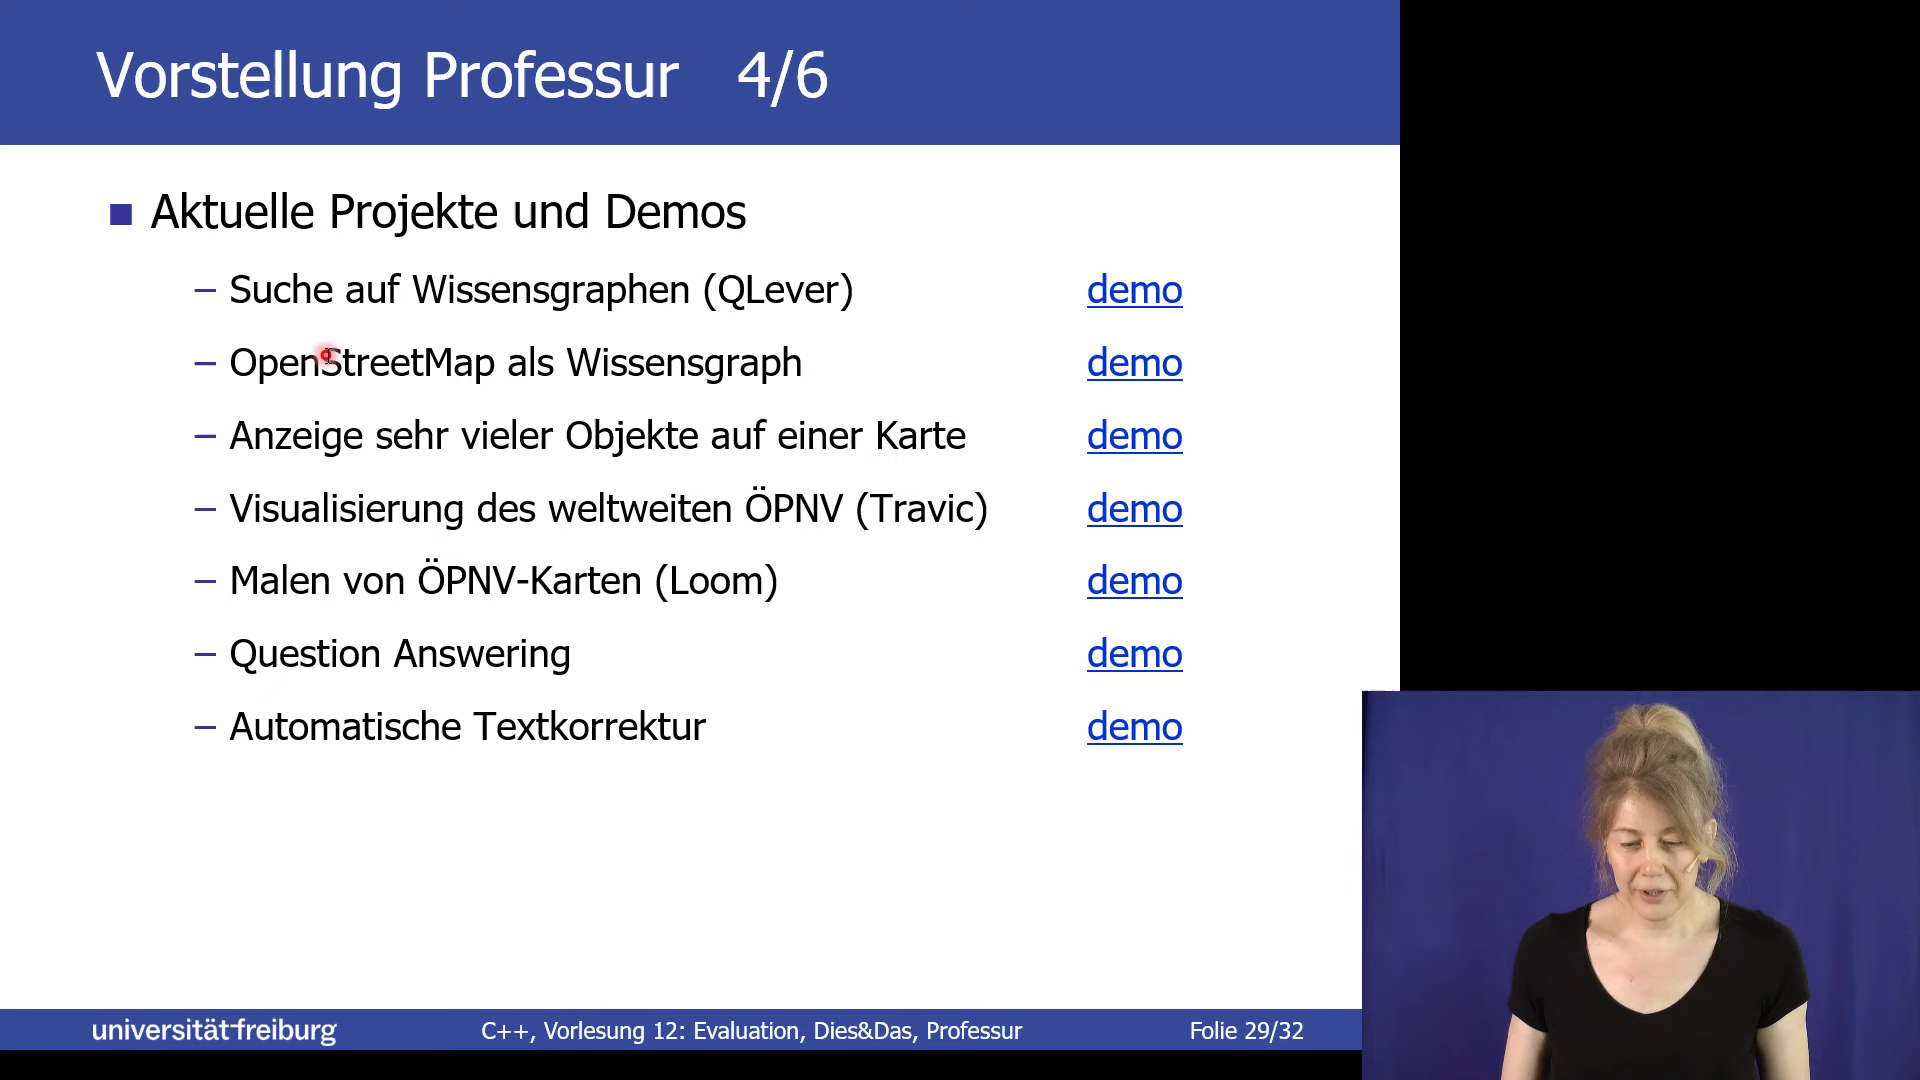 Vorstellung Professur 4/6
Aktuelle Projekte und Demos
– Suche auf Wissensgraphen (QLever) demo
– OpenStreetMap als Wissensgraph demo
– Anzeige sehr vieler Objekte auf einer Karte demo
– Visualisierung des weltweiten ÖPNV (Travic) demo
– Malen von ÖPNV-Karten (Loom) demo
– Question Answering demo
– Automatische Textkorrektur demo
universität freiburg C++, Vorlesung 12: Evaluation, Dies&Das, Professur Folie 29/32